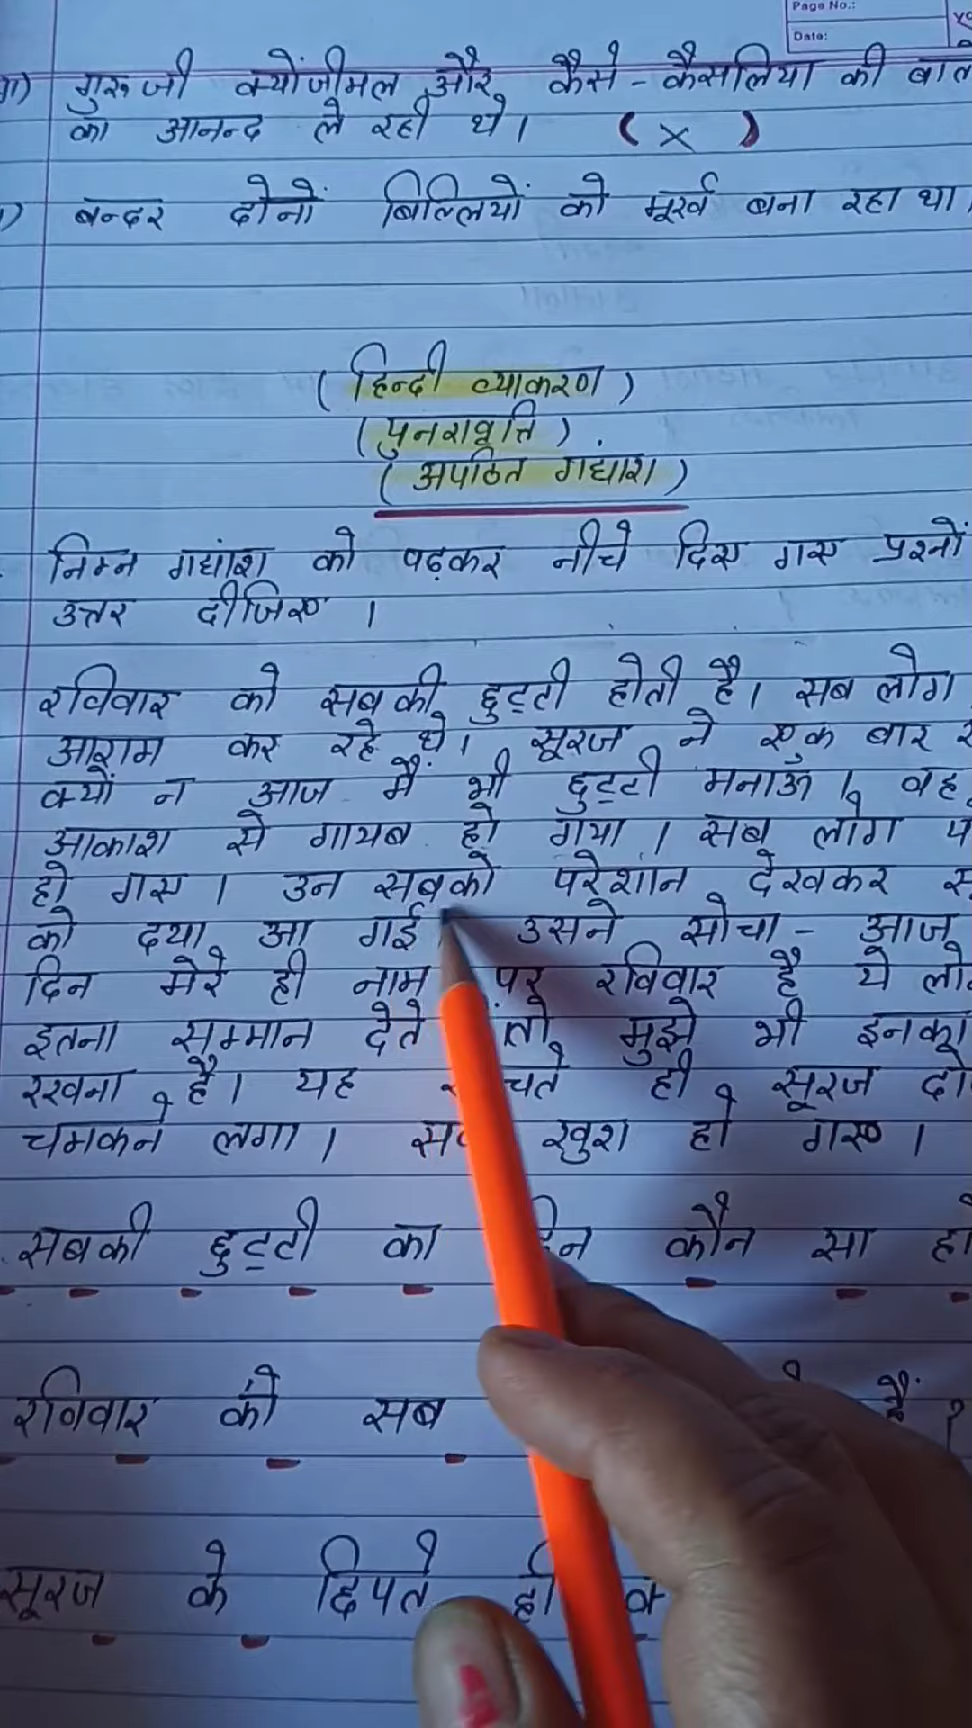 Page No.:
Date:
गुरुजी क्योंजीमल और कैसे-कैसलिया की
का आनन्द ले रही थे। ( × )
बन्दर दोनों बिल्लियों को मूर्ख बना रहा था।
( हिन्दी व्याकरण )
( पुनरावृत्ति )
( अपठित गद्यांश )
निम्न गद्यांश को पढ़कर नीचे दिए गए प्रश्नों
उत्तर दीजिए ।
रविवार को सबकी छुट्टी होती है। सब लोग
आराम कर रहे थे। सूरज ने एक बार
क्यों न आज मैं भी छुट्टी मनाऊँ । वह
आकाश से गायब हो गया । सब लोग
हो गए । उन सबको परेशान देखकर
को दया आ गई उसने सोचा - आज
दिन मेरे ही नाम पर रविवार है ये
इतना सम्मान देते तो मुझे भी
रखना है। यह ही सूरज
चमकने लगा। खुश हो गए ।
सबकी छुट्टी का कौन सा
रविवार को सब हैं ?
सूरज के छिपते ही